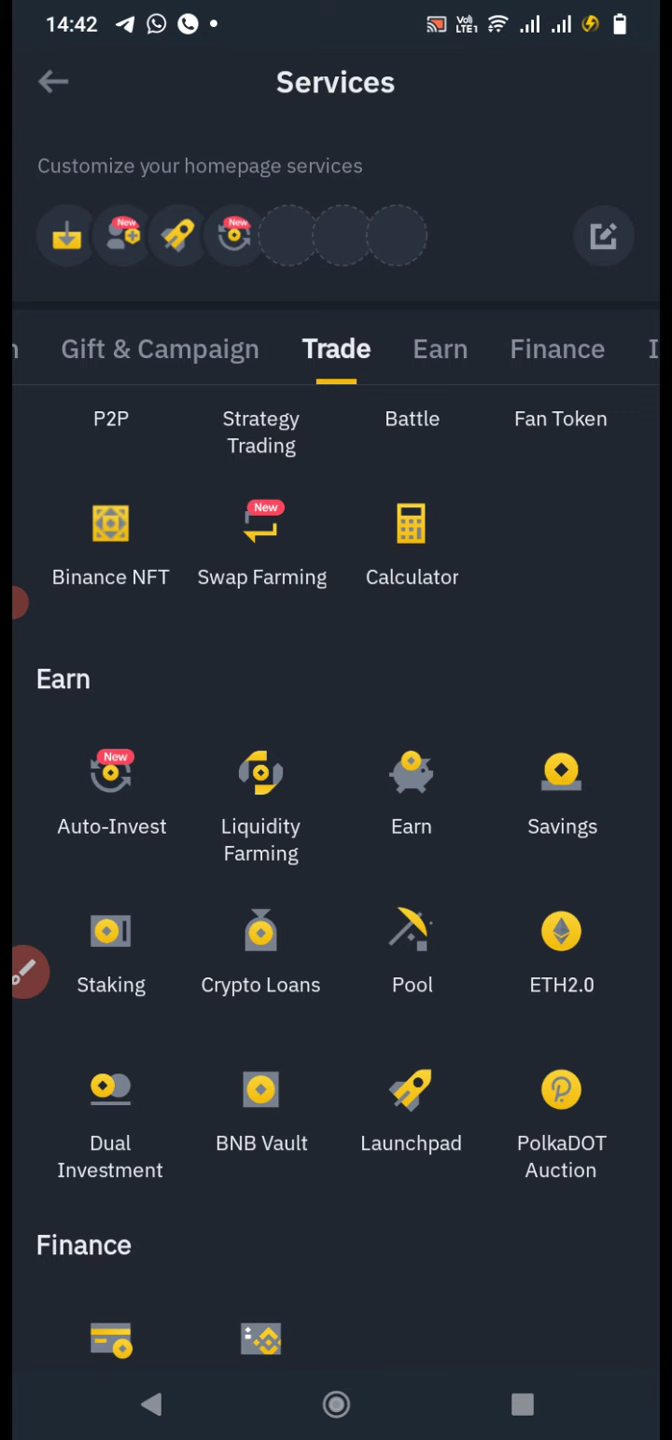 14:42
Vo) LTE1
Services
Customize your homepage services
New
New
Gift & Campaign Trade Earn Finance
P2P Strategy Trading Battle Fan Token
New
Binance NFT Swap Farming Calculator
Earn
New
Auto-Invest Liquidity Farming Earn Savings
Staking Crypto Loans Pool ETH2.0
Dual Investment BNB Vault Launchpad PolkaDOT Auction
Finance